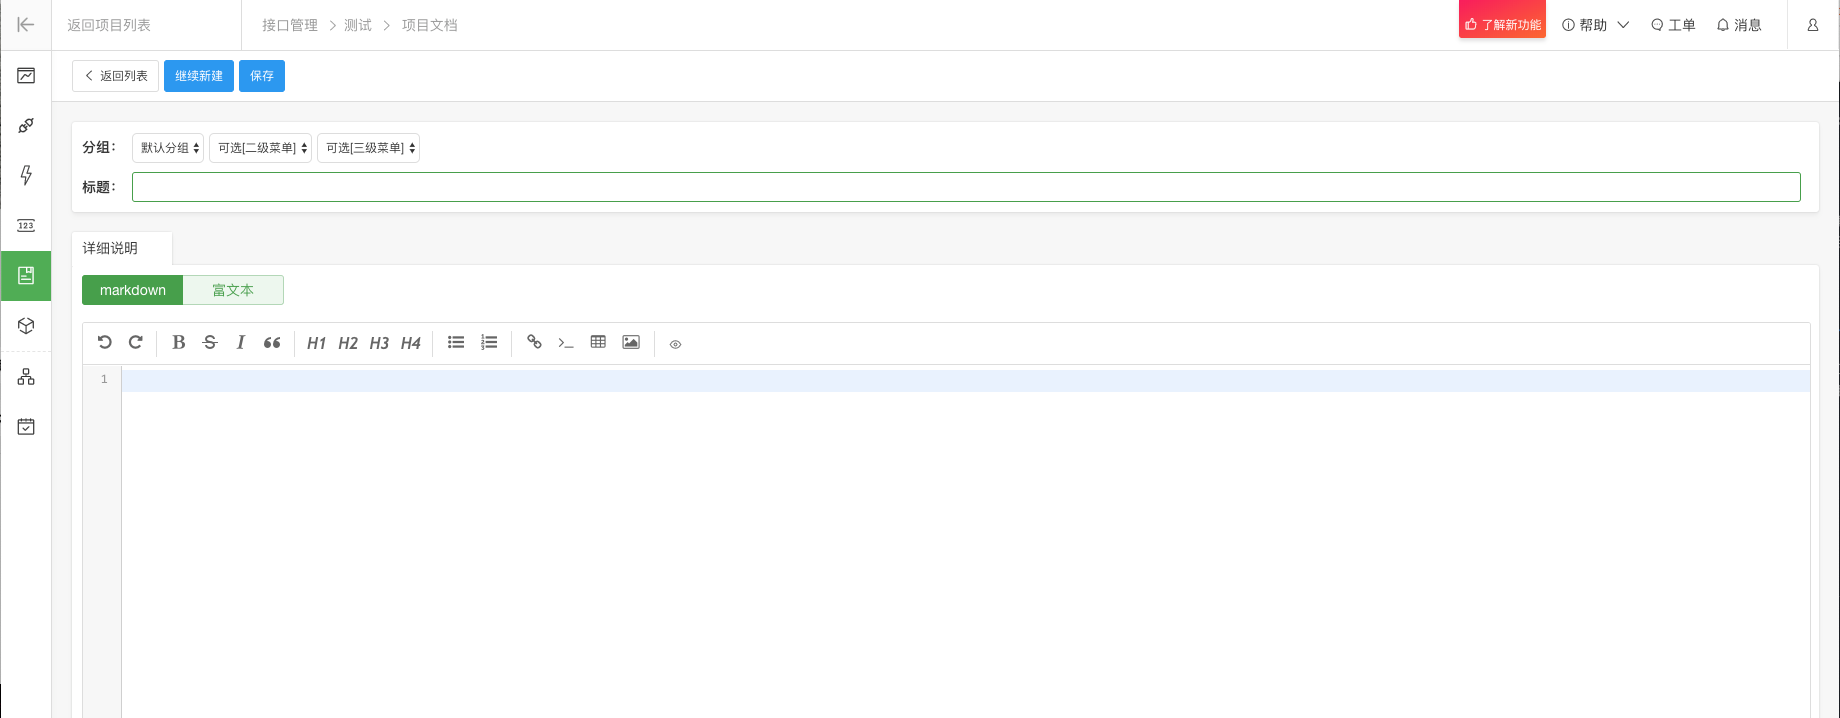 返回项目列表
接口管理 > 测试 > 项目文档
了解新功能
帮助
工单
消息
返回列表
继续新建
保存
分组：
默认分组
可选[二级菜单]
可选[三级菜单]
标题：
123
详细说明
markdown
富文本
B S I H1 H2 H3 H4
1